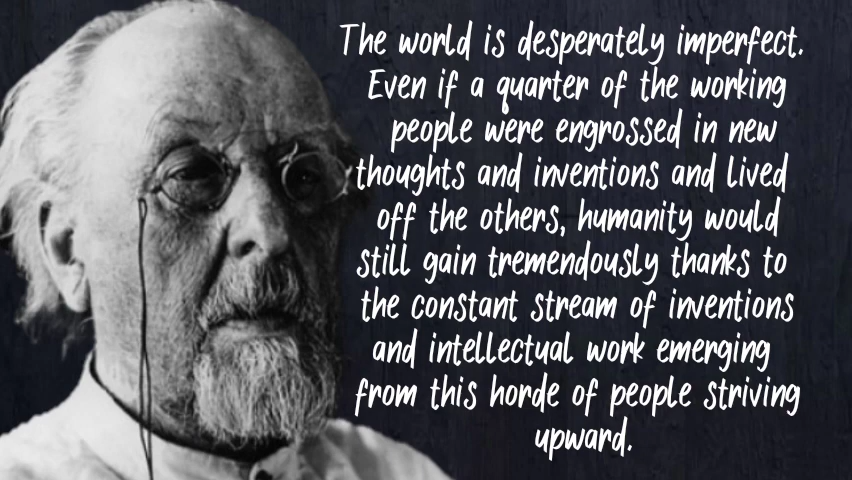 The world is desperately imperfect.
Even if a quarter of the working
people were engrossed in new
thoughts and inventions and lived
off the others, humanity would
still gain tremendously thanks to
the constant stream of inventions
and intellectual work emerging
from this horde of people striving
upward.